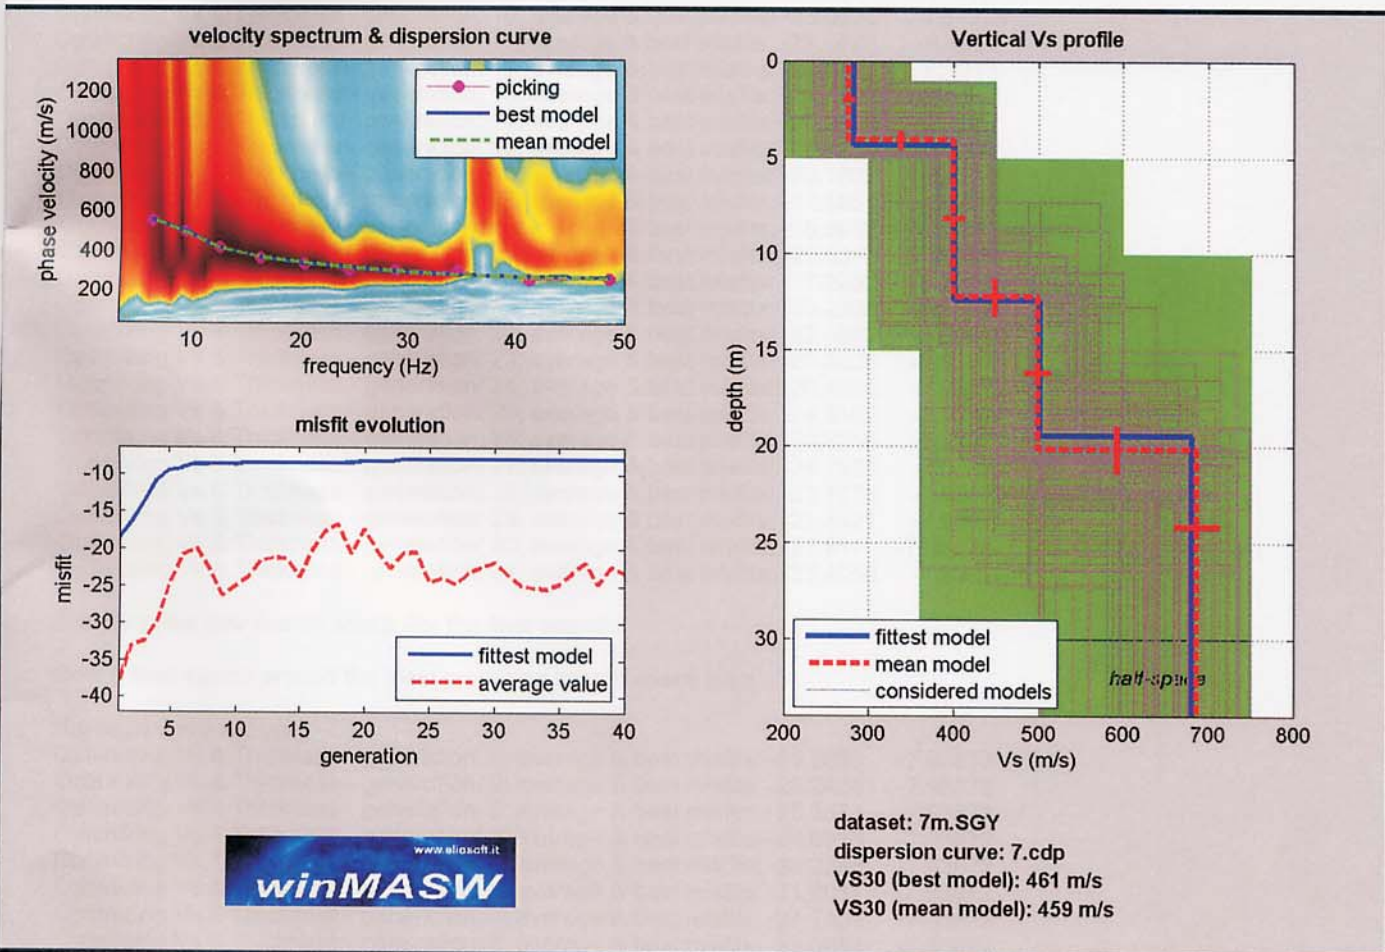 velocity spectrum & dispersion curve
phase velocity (m/s)
1200
1000
800
600
400
200
picking
best model
mean model
10 20 30 40 50
frequency (Hz)
misfit evolution
misfit
-10
-15
-20
-25
-30
-35
-40
fittest model
average value
5 10 15 20 25 30 35 40
generation
Vertical Vs profile
depth (m)
0
5
10
15
20
25
30
fittest model
mean model
considered models
half-space
200 300 400 500 600 700 800
Vs (m/s)
www.eliosoft.it
winMASW
dataset: 7m.SGY
dispersion curve: 7.cdp
VS30 (best model): 461 m/s
VS30 (mean model): 459 m/s